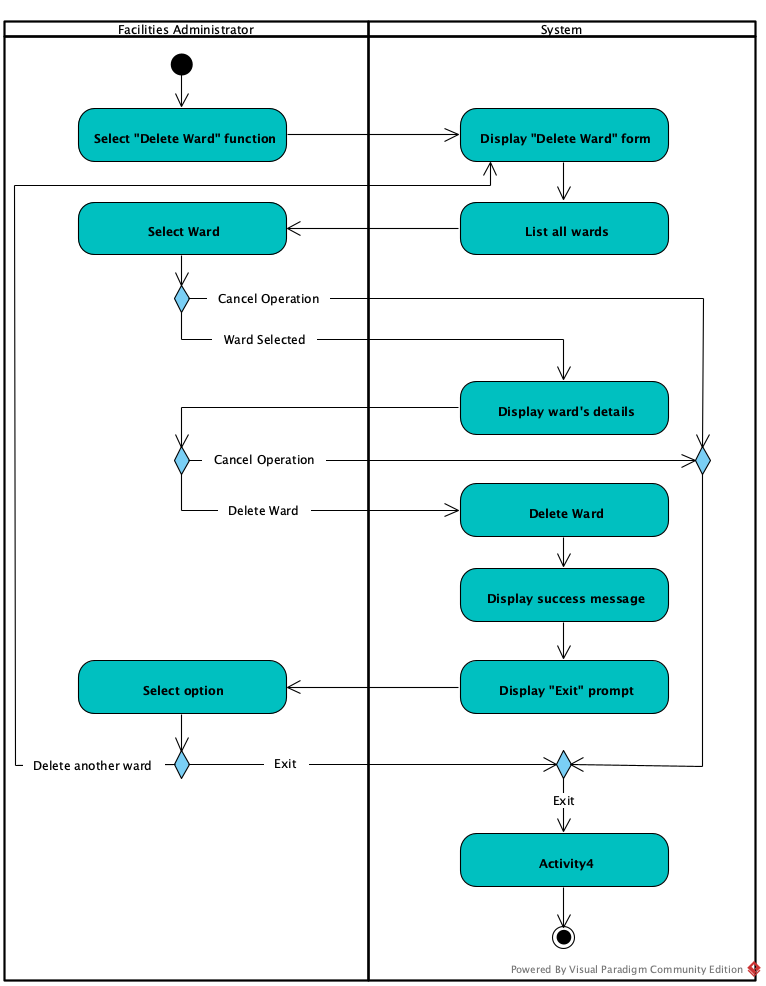 Facilities Administrator
System
Select "Delete Ward" function
Display "Delete Ward" form
Select Ward
List all wards
Cancel Operation
Ward Selected
Display ward's details
Cancel Operation
Delete Ward
Delete Ward
Display success message
Select option
Display "Exit" prompt
Delete another ward
Exit
Exit
Activity4
Powered By Visual Paradigm Community Edition